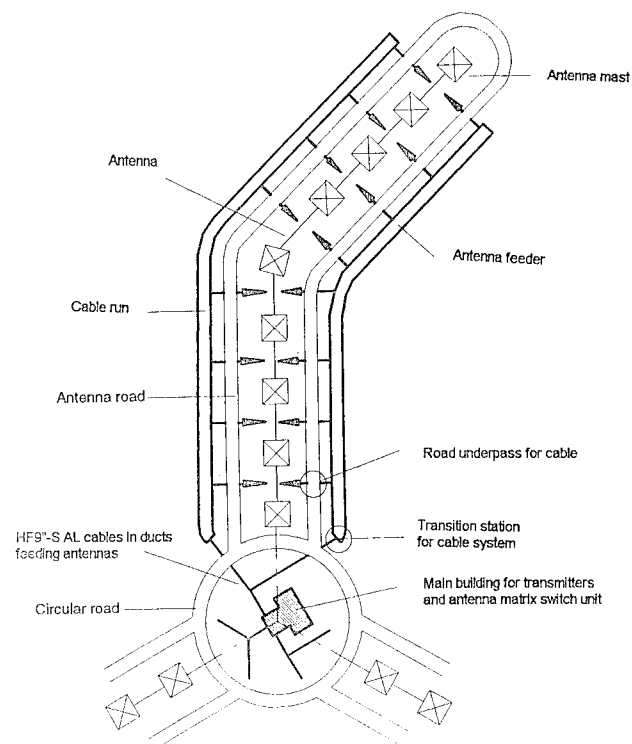 Antenna mast
Antenna
Antenna feeder
Cable run
Antenna road
Road underpass for cable
HF9"-S AL cables in ducts
feeding antennas
Transition station
for cable system
Circular road
Main building for transmitters
and antenna matrix switch unit